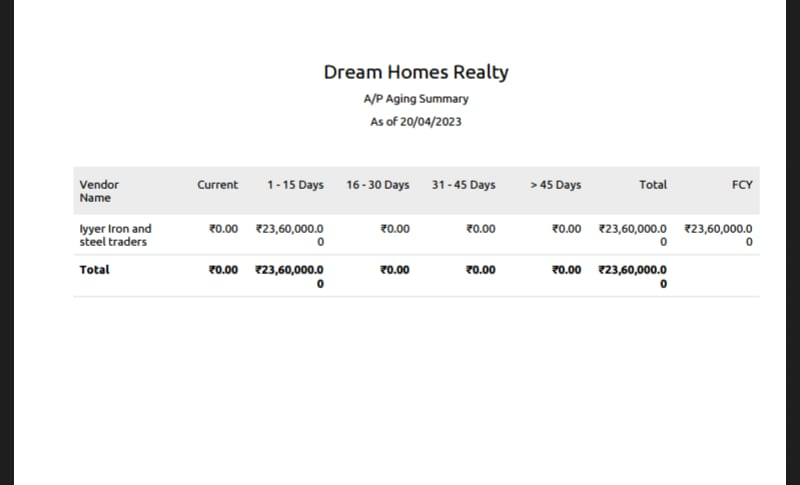 Dream Homes Realty
A/P Aging Summary
As of 20/04/2023
Vendor Name Current 1 - 15 Days 16 - 30 Days 31 - 45 Days > 45 Days Total FCY
Iyyer Iron and steel traders ₹0.00 ₹23,60,000.00 ₹0.00 ₹0.00 ₹0.00 ₹23,60,000.00 ₹23,60,000.00
Total ₹0.00 ₹23,60,000.00 ₹0.00 ₹0.00 ₹0.00 ₹23,60,000.00